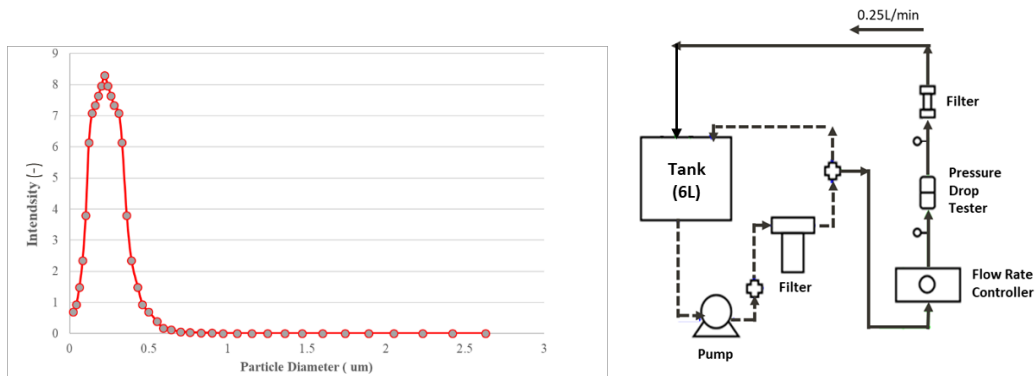 9
8
7
6
5
4
3
2
1
0
Intendsity (-)
0
0.5
1
1.5
2
2.5
3
Particle Diameter ( um)
0.25L/min
Filter
Tank
(6L)
Pressure
Drop
Tester
Filter
Flow Rate
Controller
Pump